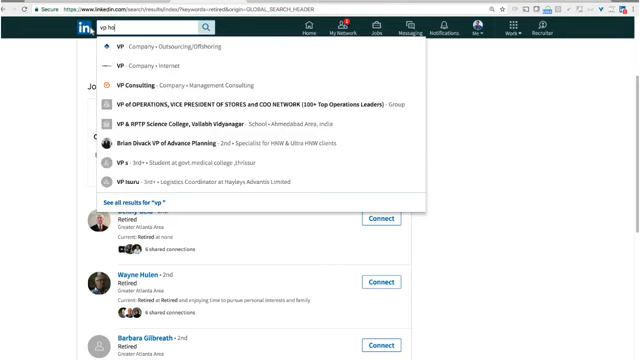 Secure https://www.linkedin.com/search/results/index/?keywords=retired&origin=GLOBAL_SEARCH_HEADER
in
vp ho
Home
My Network
Jobs
Messaging
Notifications
Me
Work
Recruiter
VP • Company • Outsourcing/Offshoring
VP • Company • Internet
VP Consulting • Company • Management Consulting
VP of OPERATIONS, VICE PRESIDENT OF STORES and COO NETWORK (100+ Top Operations Leaders) • Group
VP & RPTP Science College, Vallabh Vidyanagar • School • Ahmedabad Area, India
Brian Divack VP of Advance Planning • 2nd • Specialist for HNW & Ultra HNW clients
VP s • 3rd+ • Student at govt.medical college ,thrissur
VP Isuru • 3rd+ • Logistics Coordinator at Hayleys Advantis Limited
See all results for "vp "
Jo
Retired
Greater Atlanta Area
Current: Retired at none
6 shared connections
Connect
Wayne Hulen • 2nd
Retired
Greater Atlanta Area
Current: Retired at Retired and enjoying time to pursue personal interests and family
6 shared connections
Connect
Barbara Gilbreath • 2nd
Retired
Greater Atlanta Area
Connect